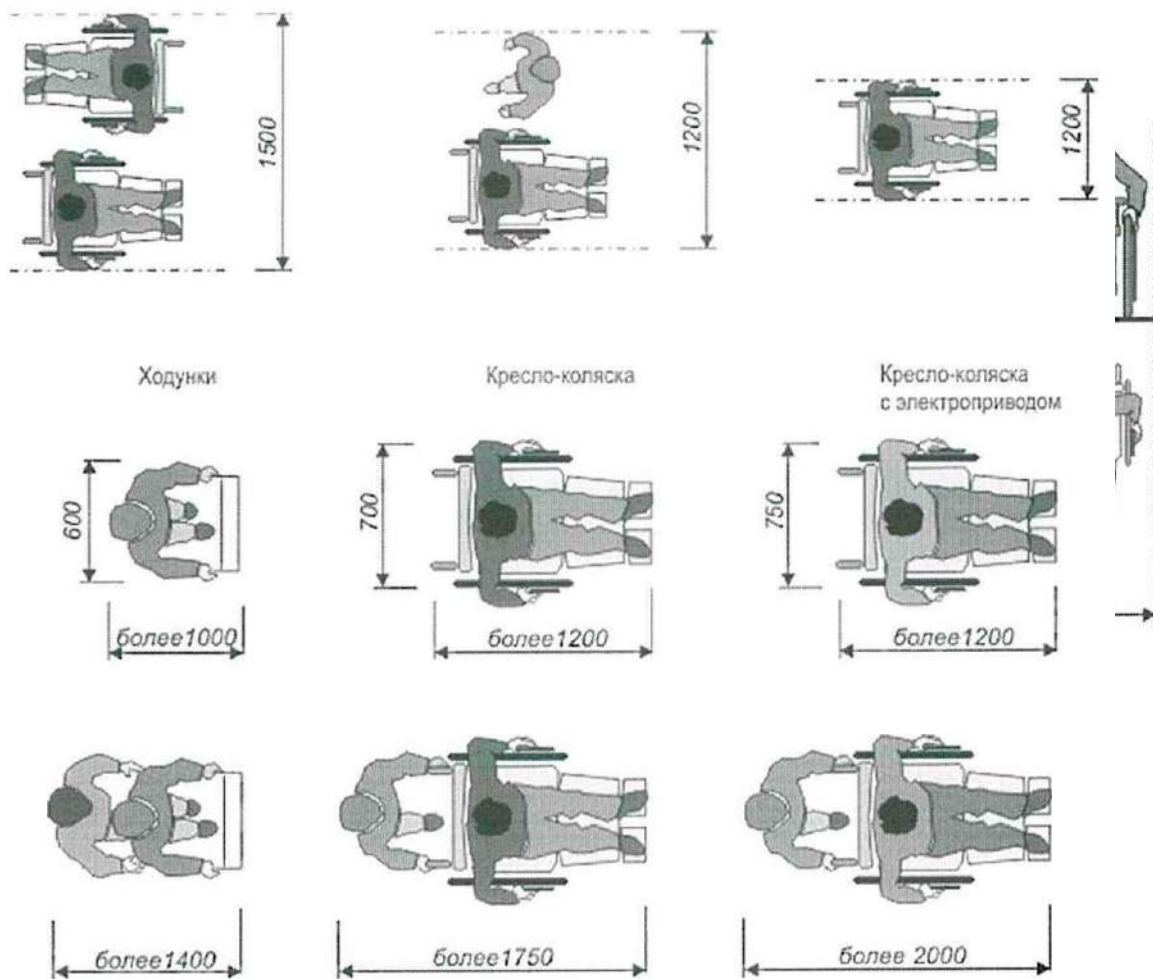 1500
1200
1200
Ходунки
Кресло-коляска
Кресло-коляска
с электроприводом
600
700
750
более1000
более1200
более1200
более1400
более1750
более 2000